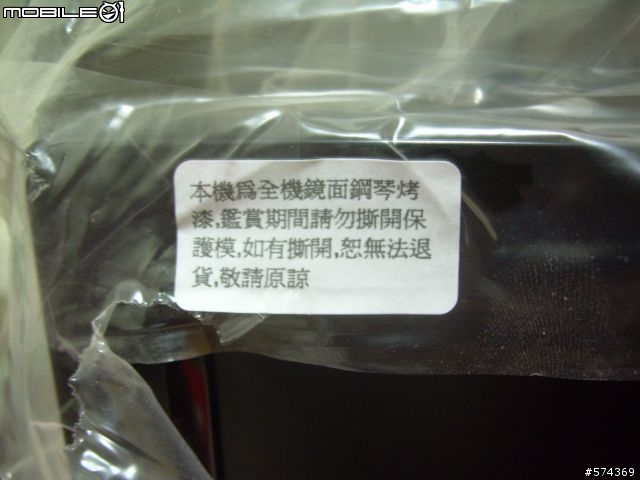 MOBILE01
本機為全機鏡面鋼琴烤
漆,鑑賞期間請勿撕開保
護模,如有撕開,恕無法退
貨,敬請原諒
#574369